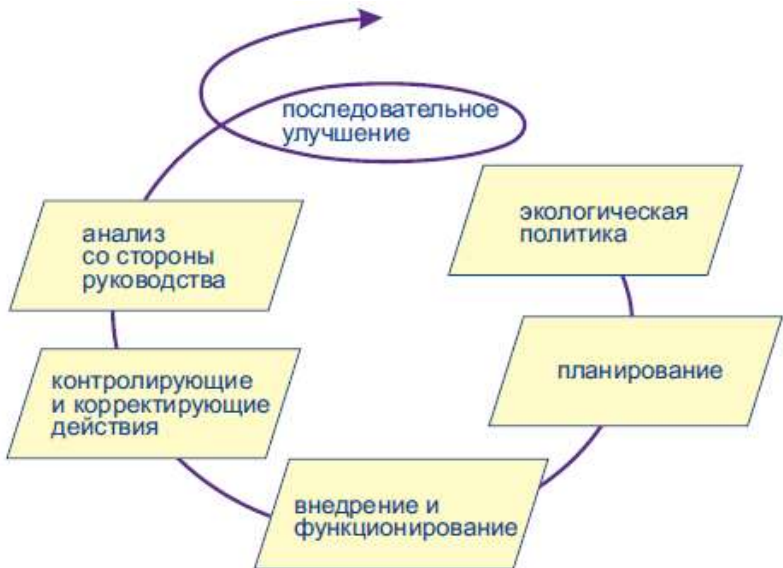 последовательное
улучшение
экологическая
политика
планирование
внедрение и
функционирование
контролирующие
и корректирующие
действия
анализ
со стороны
руководства